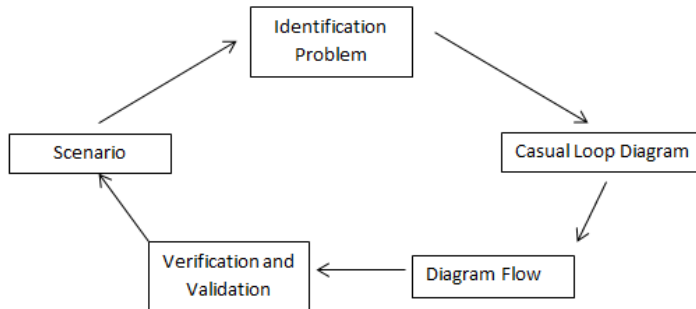 Identification
Problem
Scenario
Casual Loop Diagram
Verification and
Validation
Diagram Flow